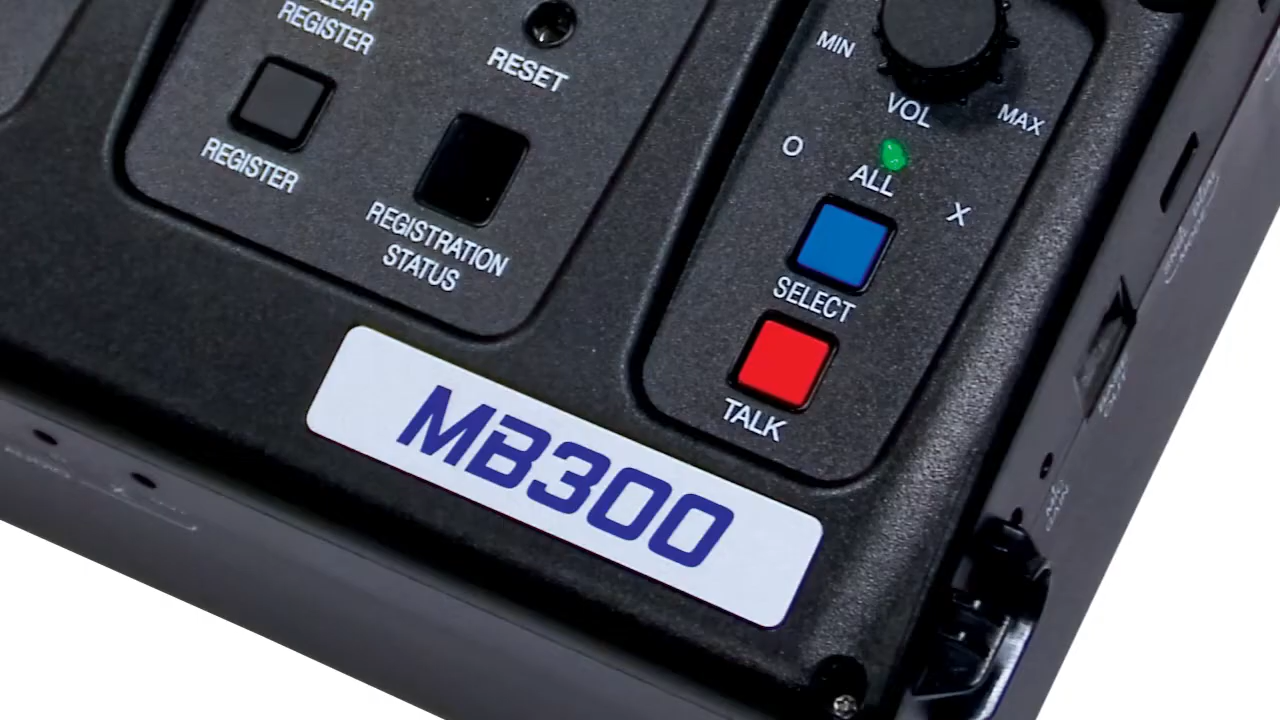 REGISTER
RESET
REGISTER
REGISTRATION
STATUS
MIN
VOL
MAX
O
ALL
X
SELECT
TALK
MB300